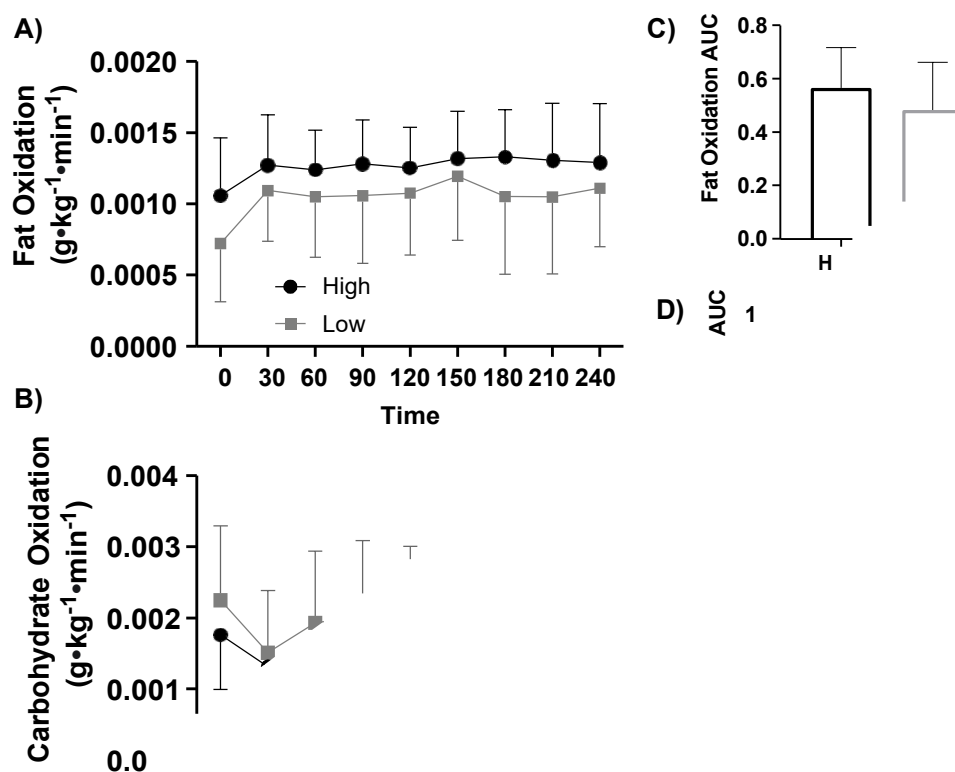 A)
Fat Oxidation
(g•kg⁻¹•min⁻¹)
0.0020
0.0015
0.0010
0.0005
0.0000
High
Low
0 30 60 90 120 150 180 210 240
Time
B)
Carbohydrate Oxidation
(g•kg⁻¹•min⁻¹)
0.004
0.003
0.002
0.001
0.0
C)
Fat Oxidation AUC
0.8
0.6
0.4
0.2
0.0
H
D)
AUC
1